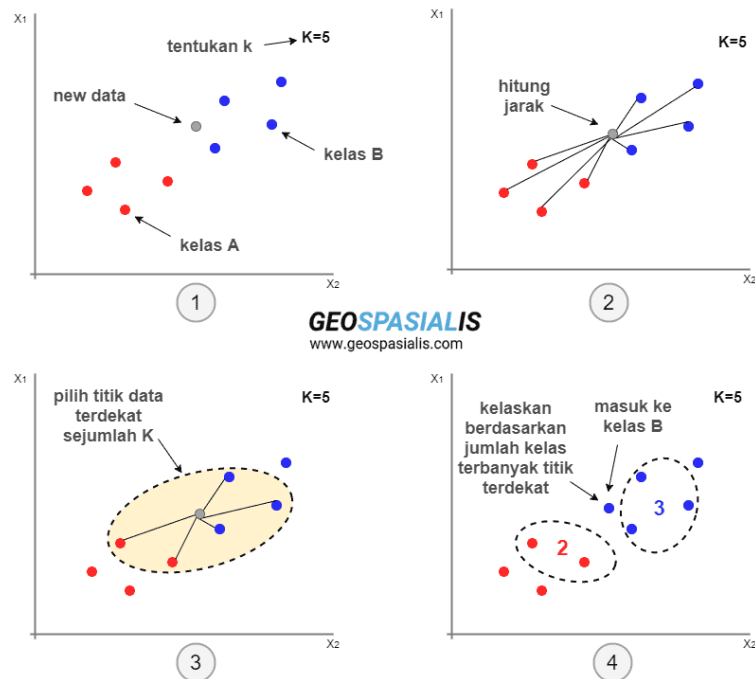 X1
tentukan k
K=5
new data
kelas B
kelas A
X2
1
X1
K=5
hitung
jarak
X2
2
GEOSPASIALIS
www.geospasialis.com
X1
K=5
pilih titik data
terdekat
sejumlah K
X2
3
X1
K=5
kelaskan
berdasarkan
jumlah kelas
terbanyak titik
terdekat
masuk ke
kelas B
3
2
X2
4